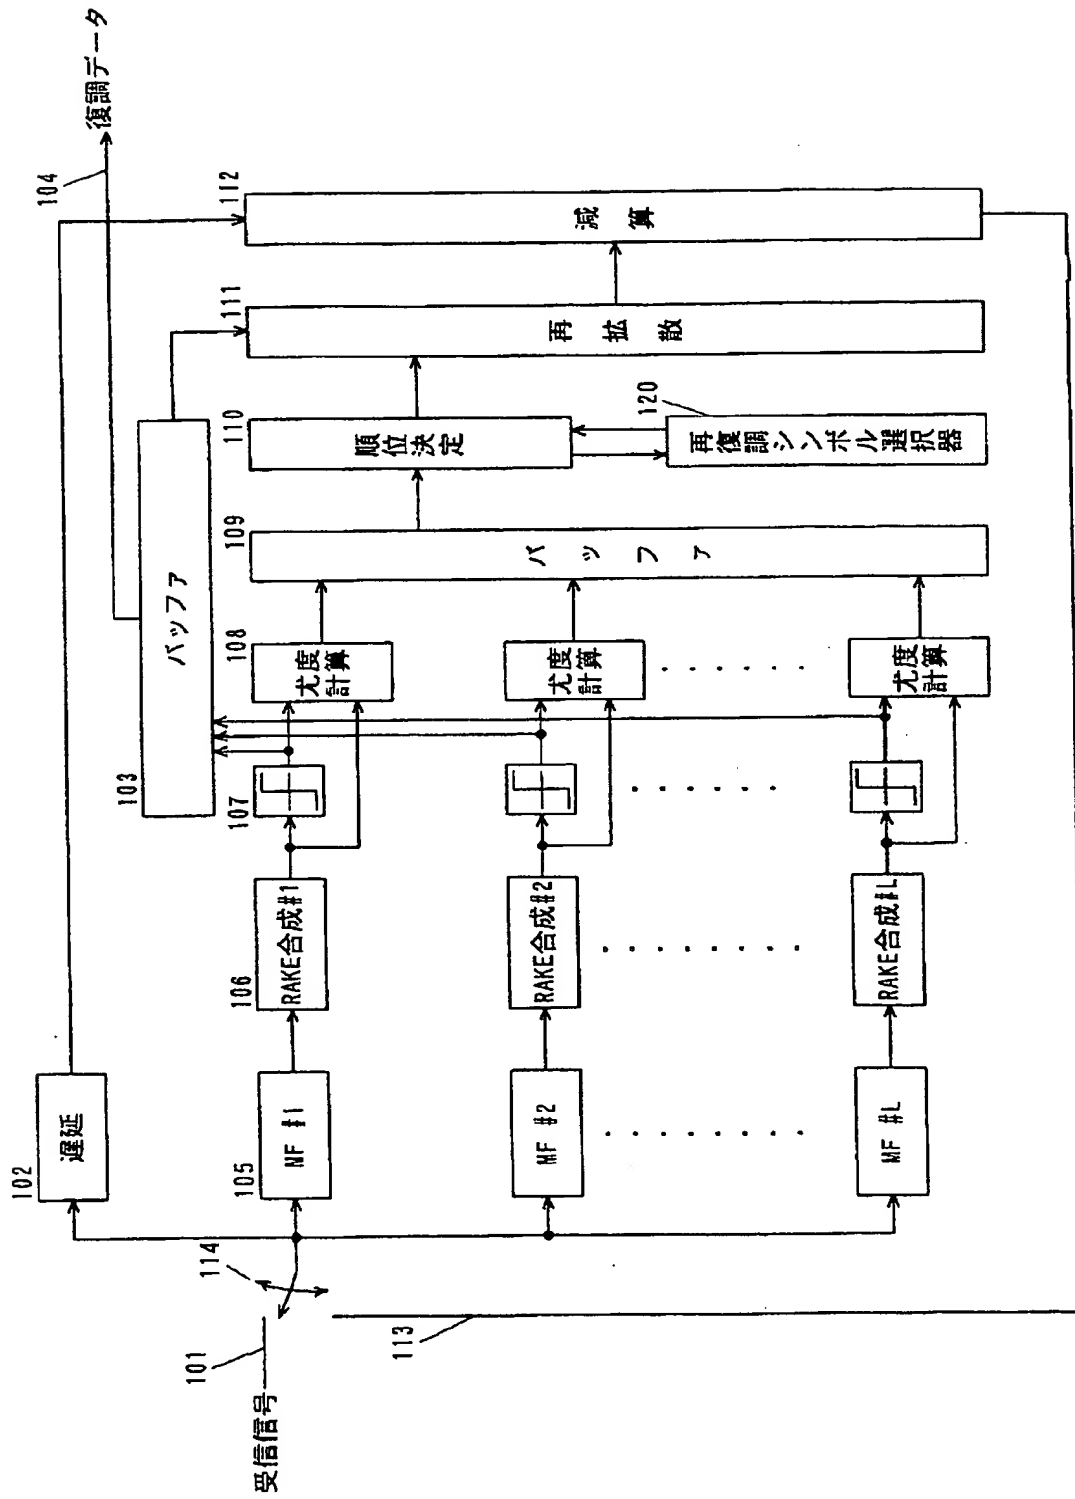 受信信号
101
114
113
102
遅延
105
NF #1
MF #2
MF #L
106
RAKE合成#1
RAKE合成#2
RAKE合成#L
103
バッファ
107
108
尤度
計算
尤度
計算
尤度
計算
109
バッファ
110
順位
決定
120
再復調シンボル選択器
111
再拡散
112
減算
104
復調データ